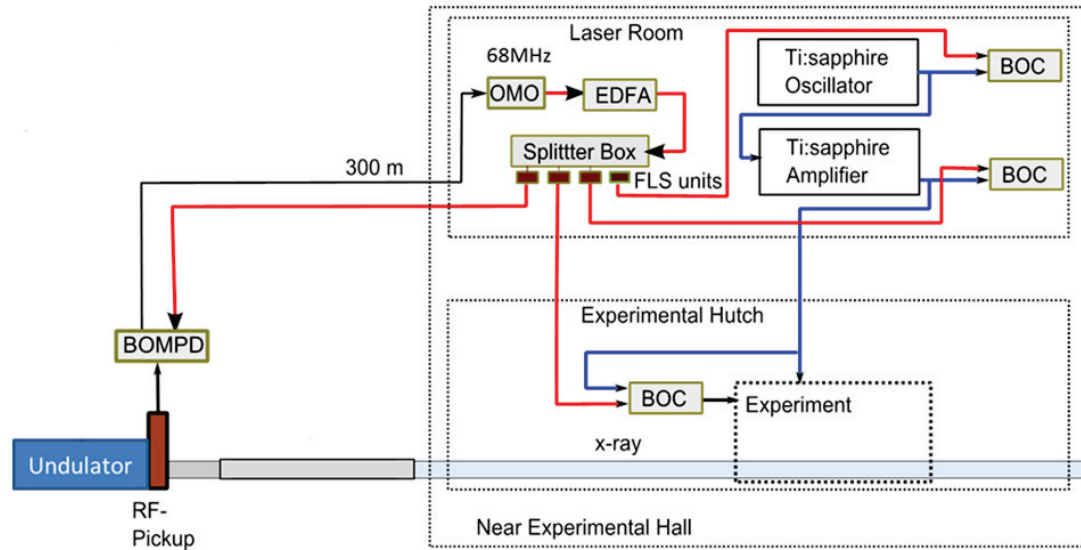 Laser Room
68MHz
OMO
EDFA
Ti:sapphire
Oscillator
BOC
Splittter Box
FLS units
300 m
Ti:sapphire
Amplifier
BOC
BOMPD
Experimental Hutch
BOC
Experiment
Undulator
x-ray
RF-
Pickup
Near Experimental Hall